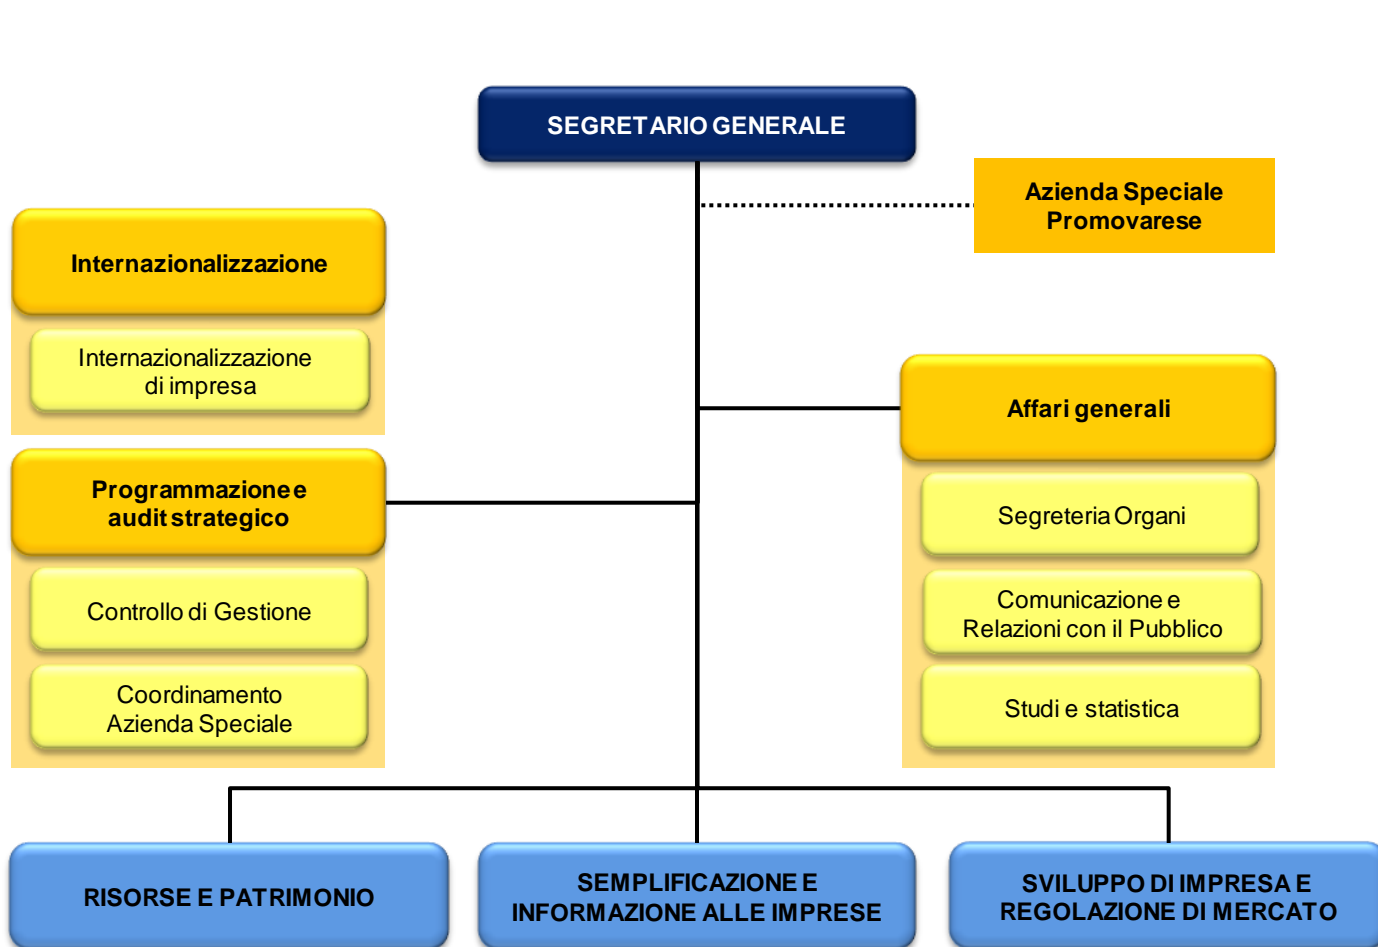 SEGRETARIO GENERALE
Azienda Speciale
Promovarese
Internazionalizzazione
Internazionalizzazione
di impresa
Programmazione e
audit strategico
Controllo di Gestione
Coordinamento
Azienda Speciale
Affari generali
Segreteria Organi
Comunicazione e
Relazioni con il Pubblico
Studi e statistica
RISORSE E PATRIMONIO
SEMPLIFICAZIONE E
INFORMAZIONE ALLE IMPRESE
SVILUPPO DI IMPRESA E
REGOLAZIONE DI MERCATO